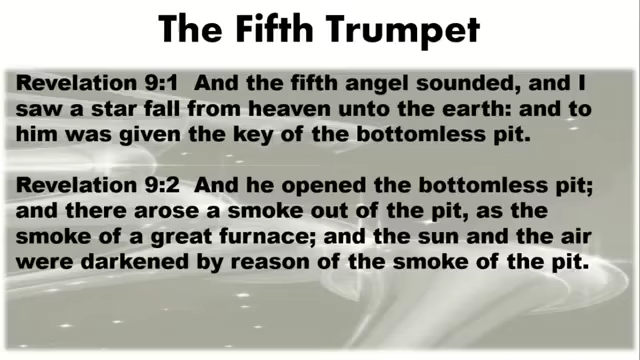 The Fifth Trumpet
Revelation 9:1 And the fifth angel sounded, and I
saw a star fall from heaven unto the earth: and to
him was given the key of the bottomless pit.
Revelation 9:2 And he opened the bottomless pit;
and there arose a smoke out of the pit, as the
smoke of a great furnace; and the sun and the air
were darkened by reason of the smoke of the pit.